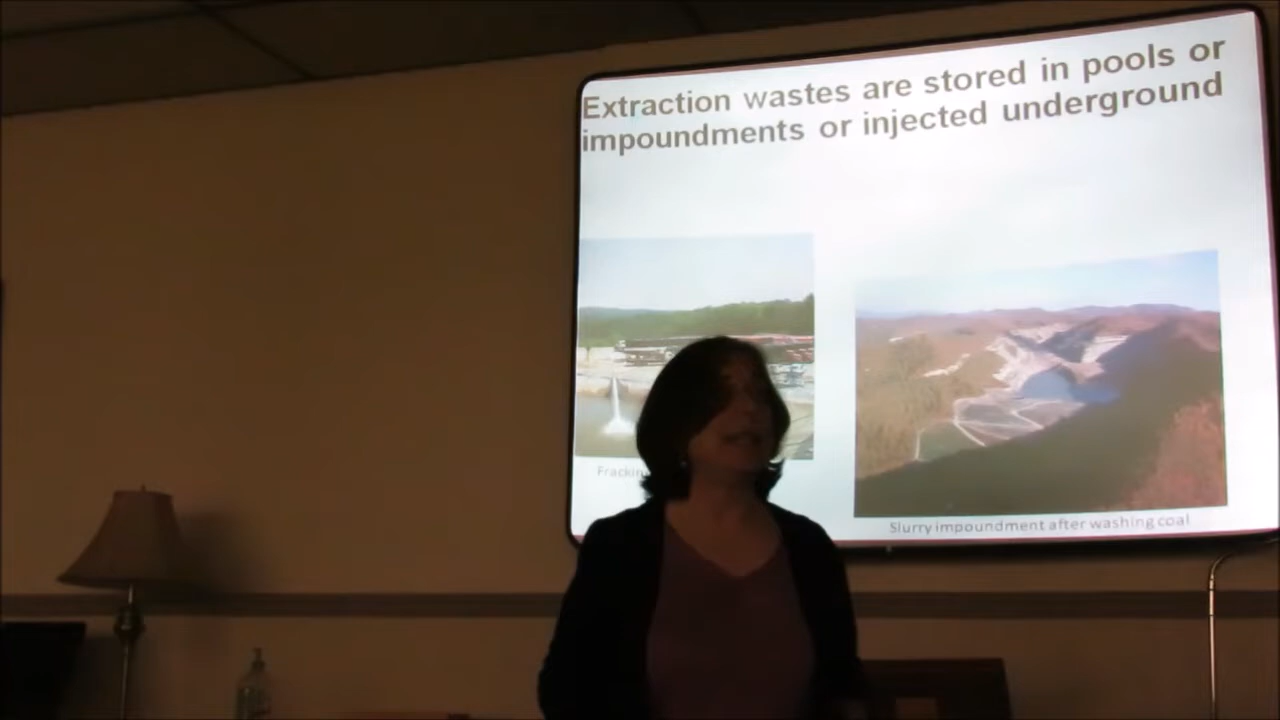 Extraction wastes are stored in pools or
impoundments or injected underground
Slurry impoundment after washing coal